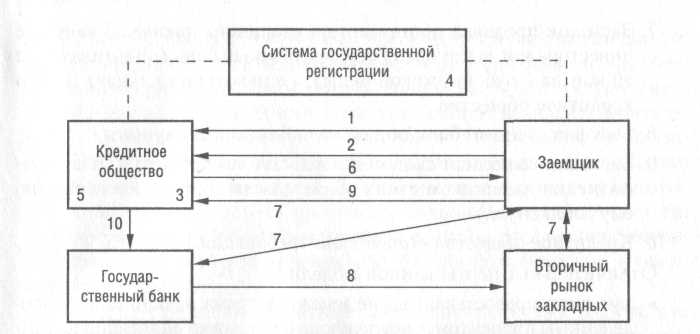 Система государственной
регистрации
4
1
2
6
9
Кредитное
общество
5
3
Заемщик
7
7
7
10
8
Государ-
ственный банк
Вторичный
рынок
закладных